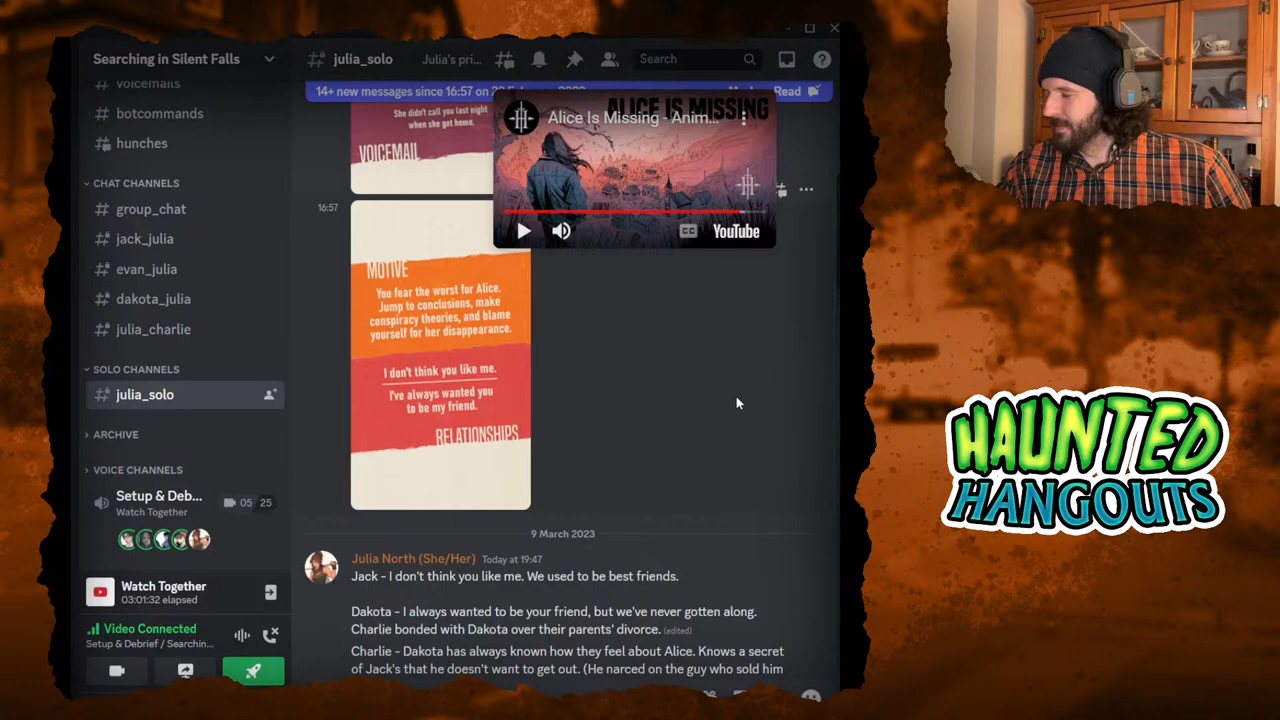 Searching in Silent Falls
voicemails
botcommands
hunches
CHAT CHANNELS
group_chat
jack_julia
evan_julia
dakota_julia
julia_charlie
SOLO CHANNELS
julia_solo
ARCHIVE
VOICE CHANNELS
Setup & Deb...
Watch Together
05 25
Watch Together
03:01:32 elapsed
Video Connected
Setup & Debrief / Searchin...
julia_solo
Julia's pri...
Search
14+ new messages since 16:57 on
Read
She didn't call you last night
when she got home.
VOICEMAIL
ALICE IS MISSING
Alice Is Missing - Anim...
CC
YouTube
16:57
MOTIVE
You fear the worst for Alice.
Jump to conclusions, make
conspiracy theories, and blame
yourself for her disappearance.
I don't think you like me.
I've always wanted you
to be my friend.
RELATIONSHIPS
9 March 2023
Julia North (She/Her) Today at 19:47
Jack - I don't think you like me. We used to be best friends.
Dakota - I always wanted to be your friend, but we've never gotten along.
Charlie bonded with Dakota over their parents' divorce. (edited)
Charlie - Dakota has always known how they feel about Alice. Knows a secret
of Jack's that he doesn't want to get out. (He narced on the guy who sold him
HAUNTED
HANGOUTS